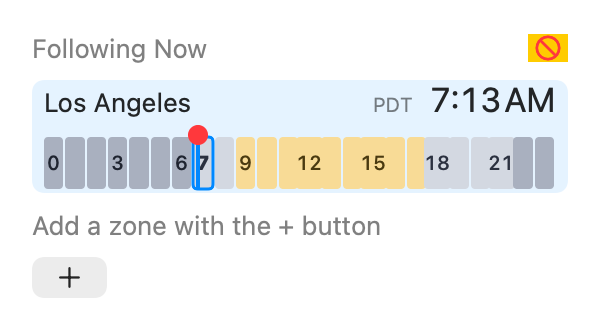 Following Now
Los Angeles PDT 7:13 AM
0 3 6 7 9 12 15 18 21
Add a zone with the + button
+